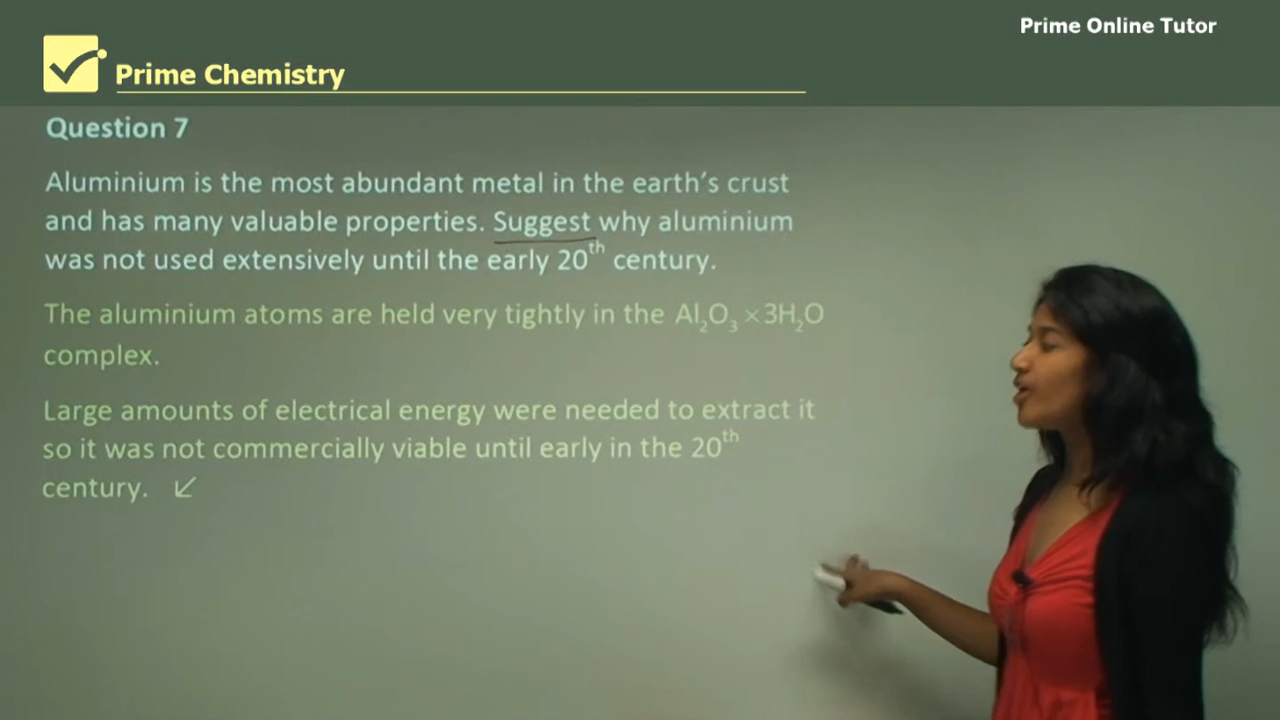 Prime Online Tutor
Prime Chemistry
Question 7
Aluminium is the most abundant metal in the earth's crust
and has many valuable properties. Suggest why aluminium
was not used extensively until the early 20th century.
The aluminium atoms are held very tightly in the Al₂O₃ ×3H₂O
complex.
Large amounts of electrical energy were needed to extract it
so it was not commercially viable until early in the 20th
century.